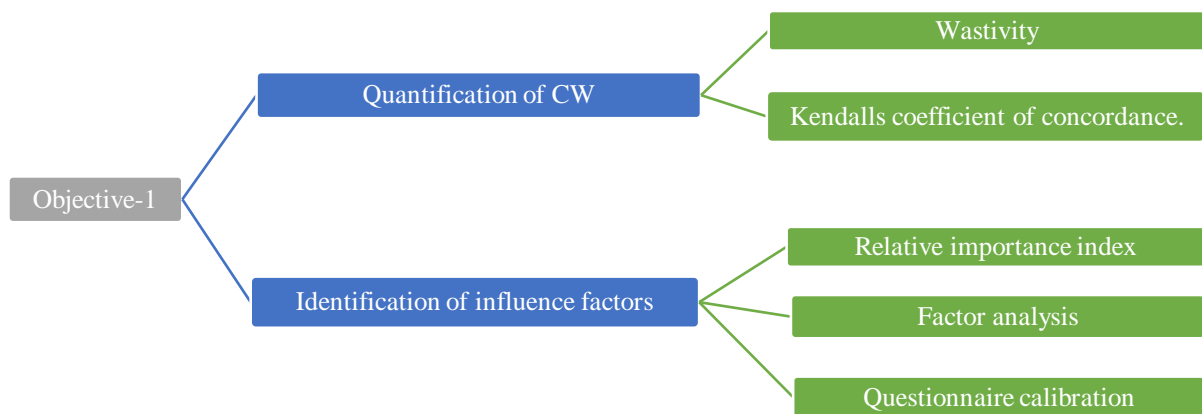 Objective-1
Quantification of CW
Wastivity
Kendalls coefficient of concordance.
Identification of influence factors
Relative importance index
Factor analysis
Questionnaire calibration